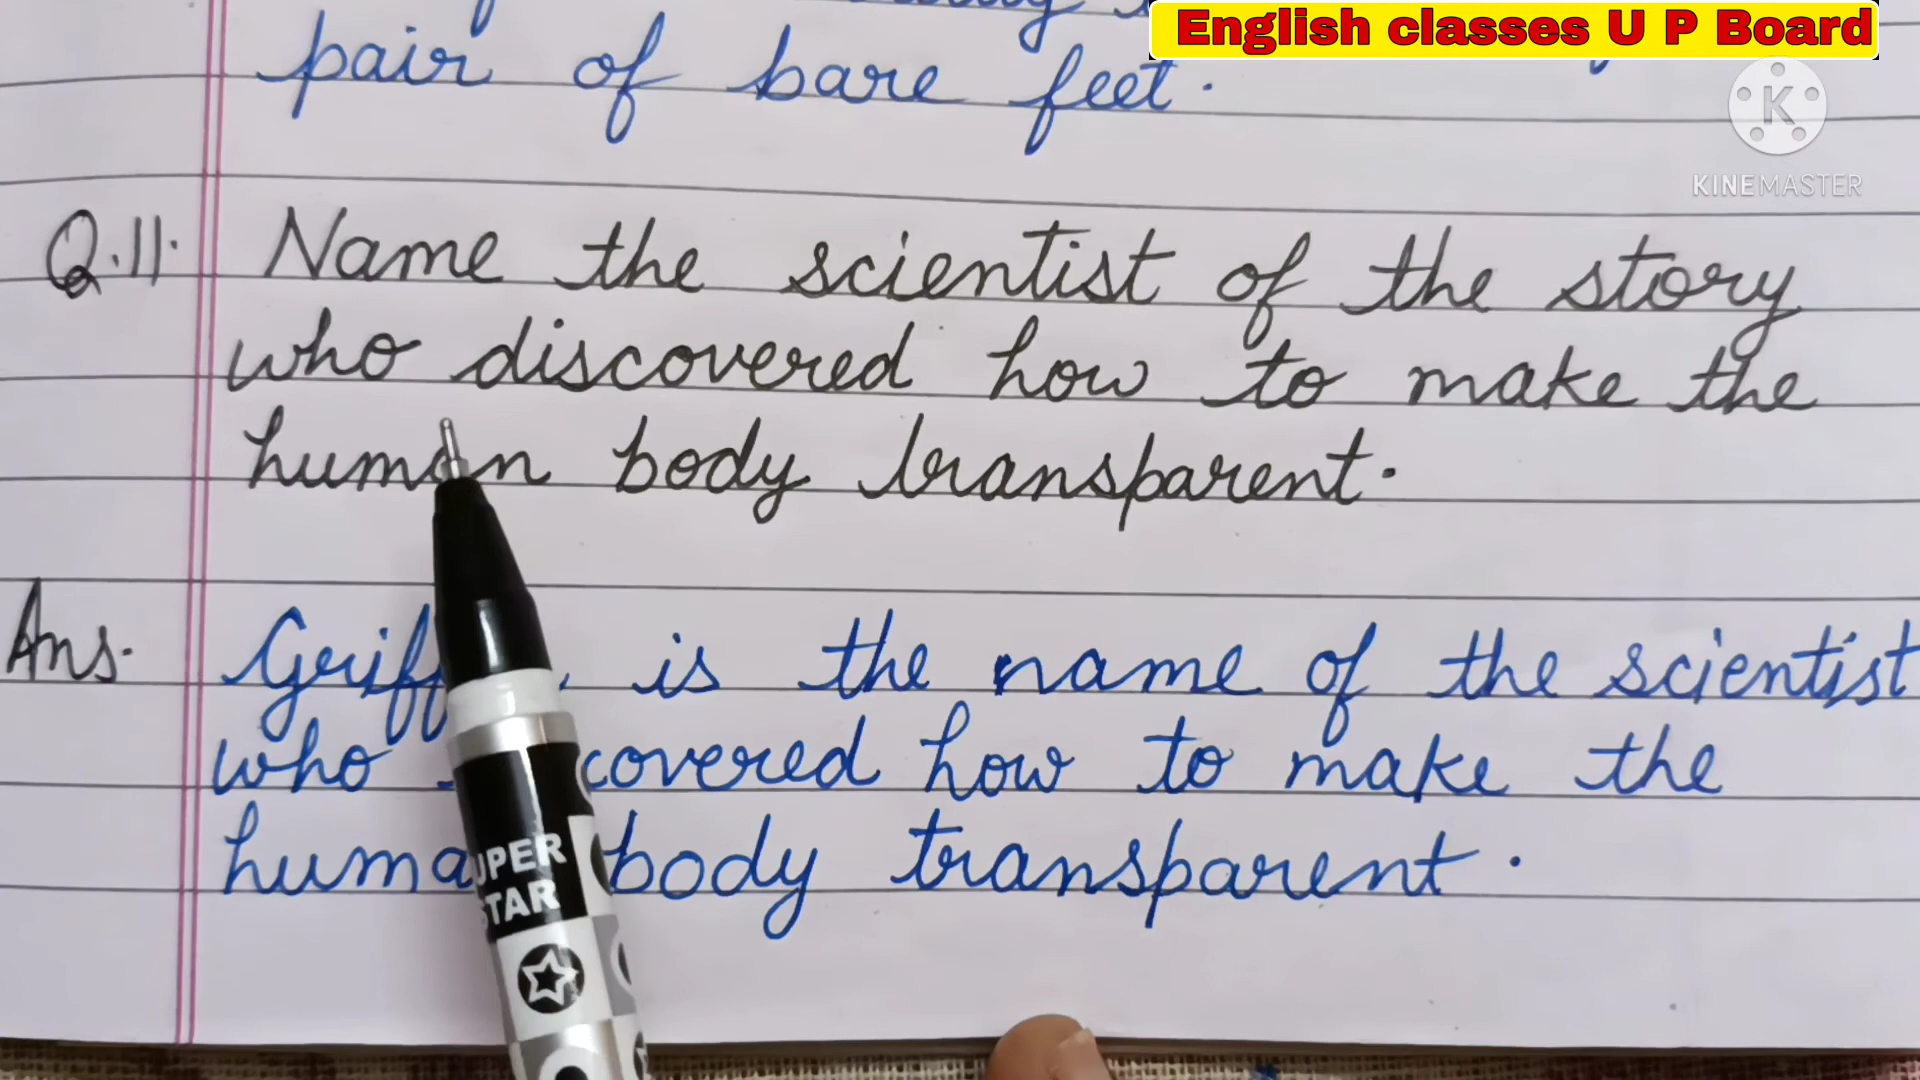 English classes U P Board
pair of bare feet.
KINEMASTER
Q.11. Name the scientist of the story
who discovered how to make the
human body transparent.
Ans. is the name of the scientist
who how to make the
body transparent.
UPER
STAR